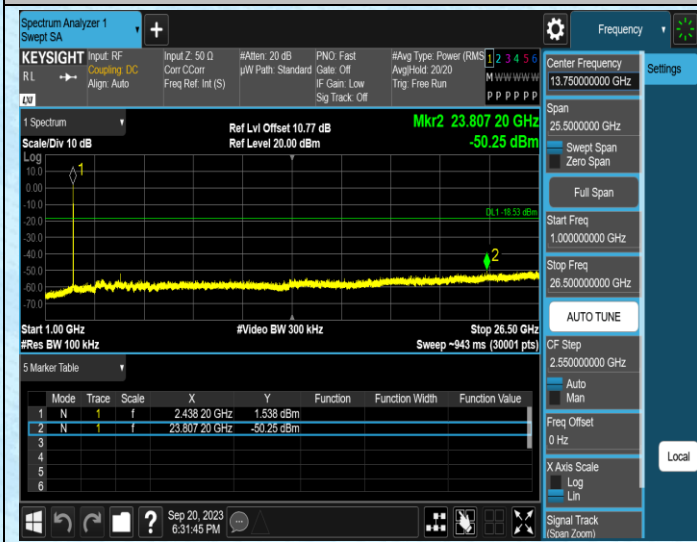 Spectrum Analyzer 1
Swept SA
+
Frequency
KEYSIGHT Input: RF Input Z: 50 Ω #Atten: 20 dB PNO: Fast #Avg Type: Power (RMS 1 2 3 4 5 6
RL Coupling: DC Corr CCorr µW Path: Standard Gate: Off Avg|Hold: 20/20 M W W W W W
Align: Auto Freq Ref: Int (S) IF Gain: Low Trig: Free Run
LXI Sig Track: Off P P P P P P
1 Spectrum
Ref Lvl Offset 10.77 dB Mkr2 23.807 20 GHz
Scale/Div 10 dB Ref Level 20.00 dBm -50.25 dBm
Log
10.0
0.00
-10.0
-20.0
-30.0
-40.0
-50.0
-60.0
-70.0
1
DL1 -18.53 dBm
2
Start 1.00 GHz #Video BW 300 kHz Stop 26.50 GHz
#Res BW 100 kHz Sweep ~943 ms (30001 pts)
5 Marker Table
Mode Trace Scale X Y Function Function Width Function Value
1 N 1 f 2.438 20 GHz 1.538 dBm
2 N 1 f 23.807 20 GHz -50.25 dBm
3
4
5
6
Sep 20, 2023
6:31:45 PM
?
Center Frequency
13.750000000 GHz
Span
25.5000000 GHz
Swept Span
Zero Span
Full Span
Start Freq
1.000000000 GHz
Stop Freq
26.500000000 GHz
AUTO TUNE
CF Step
2.550000000 GHz
Auto
Man
Freq Offset
0 Hz
X Axis Scale
Log
Lin
Signal Track
(Span Zoom)
Settings
Local